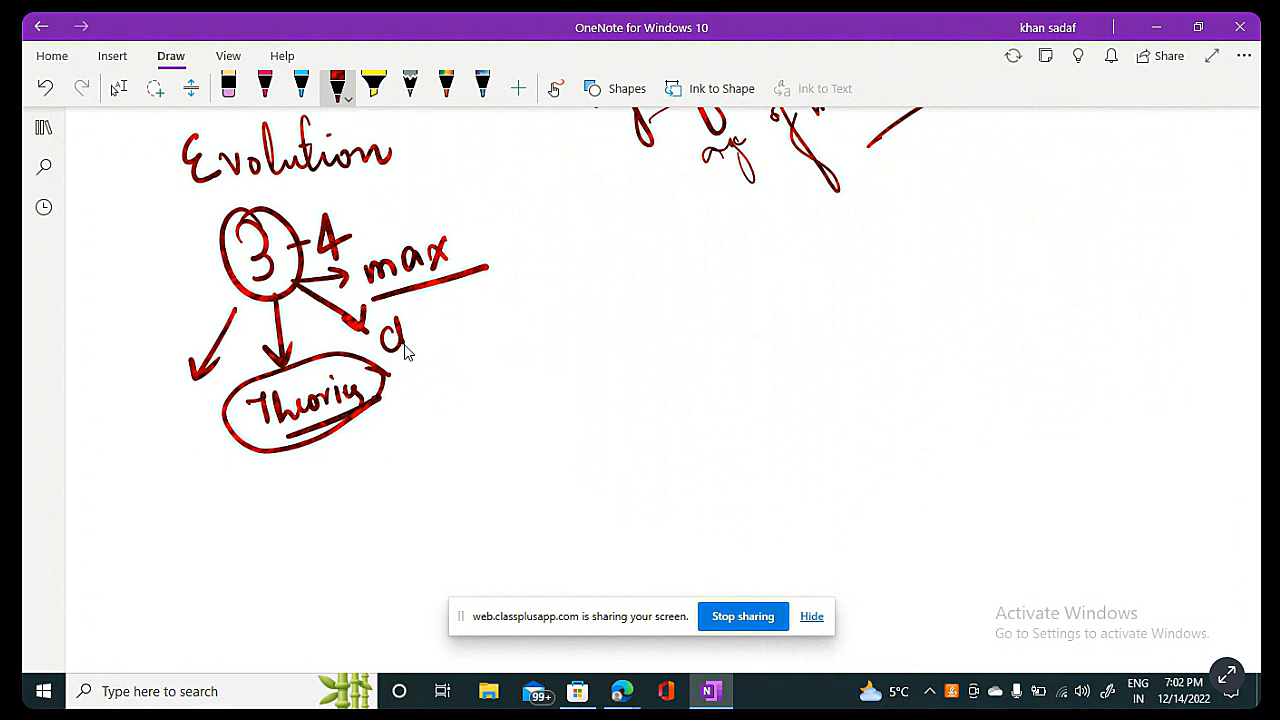 OneNote for Windows 10
khan sadaf
Home Insert Draw View Help
Share
Shapes Ink to Shape Ink to Text
Evolution
3-4
max
d
Theories
web.classplusapp.com is sharing your screen. Stop sharing Hide
Activate Windows
Go to Settings to activate Windows.
Type here to search
99+
5°C
ENG
IN
7:02 PM
12/14/2022